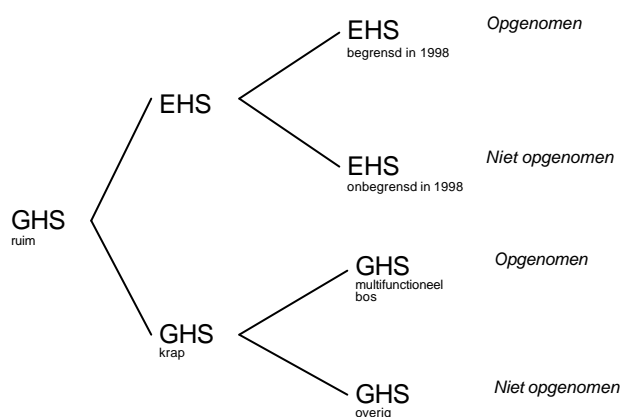 EHS
begrensd in 1998
Opgenomen
EHS
EHS
onbegrensd in 1998
Niet opgenomen
GHS
ruim
GHS
multifunctioneel
bos
Opgenomen
GHS
krap
GHS
overig
Niet opgenomen